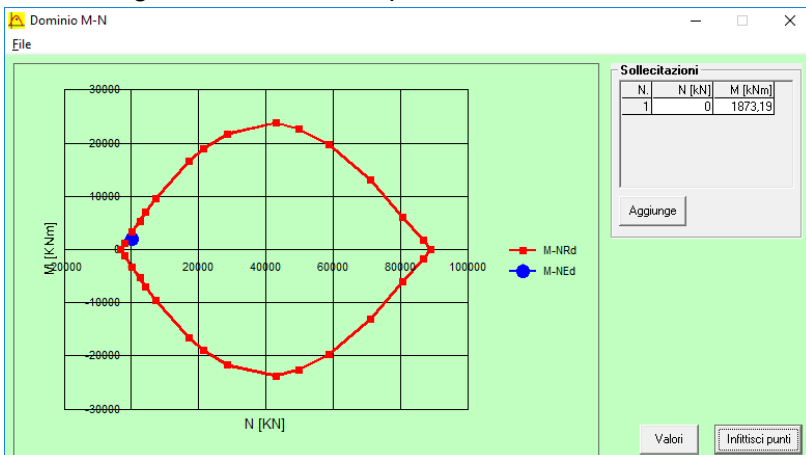 Dominio M-N
File
Sollecitazioni
N. N [kN] M [kNm]
1 0 1873,19
Aggiunge
30000
20000
10000
0
-10000
-20000
-30000
M [KNm]
20000 40000 60000 80000 100000
N [KN]
M-NRd
M-NEd
Valori
Infittisci punti